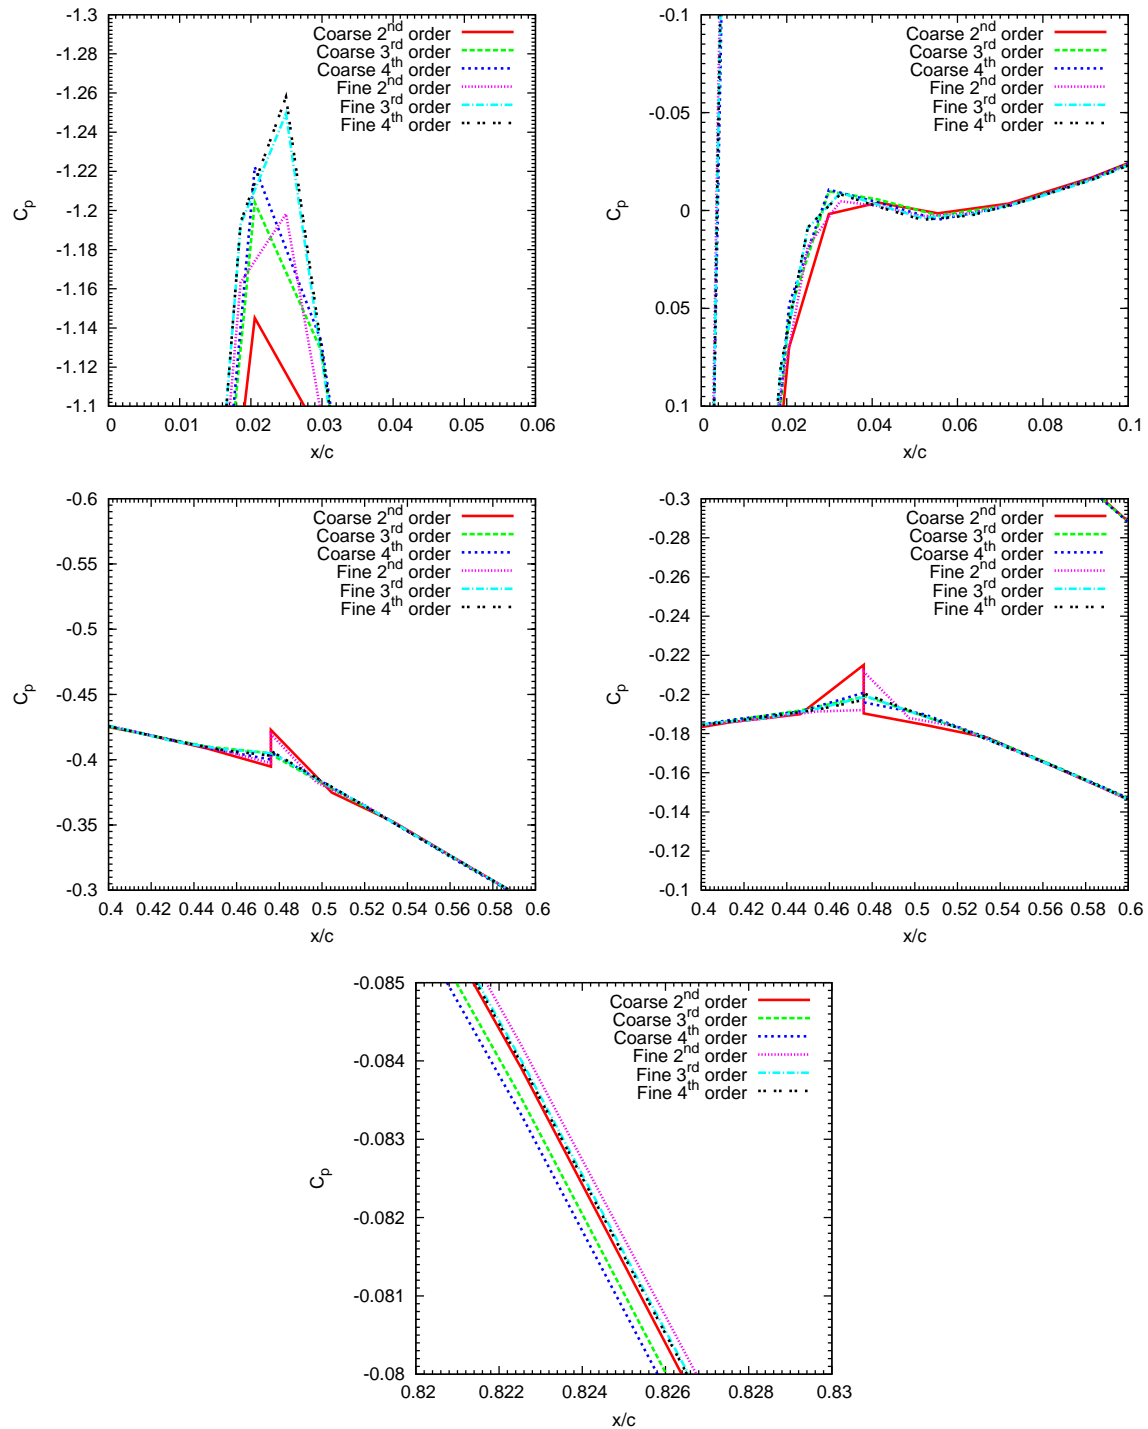 -1.3
-1.28
-1.26
-1.24
-1.22
-1.2
-1.18
-1.16
-1.14
-1.12
-1.1
0 0.01 0.02 0.03 0.04 0.05 0.06
C_p
x/c
Coarse 2^nd order
Coarse 3^rd order
Coarse 4^th order
Fine 2^nd order
Fine 3^rd order
Fine 4^th order
-0.1
-0.05
0
0.05
0.1
0 0.02 0.04 0.06 0.08 0.1
C_p
x/c
Coarse 2^nd order
Coarse 3^rd order
Coarse 4^th order
Fine 2^nd order
Fine 3^rd order
Fine 4^th order
-0.6
-0.55
-0.5
-0.45
-0.4
-0.35
-0.3
0.4 0.42 0.44 0.46 0.48 0.5 0.52 0.54 0.56 0.58 0.6
C_p
x/c
Coarse 2^nd order
Coarse 3^rd order
Coarse 4^th order
Fine 2^nd order
Fine 3^rd order
Fine 4^th order
-0.3
-0.28
-0.26
-0.24
-0.22
-0.2
-0.18
-0.16
-0.14
-0.12
-0.1
0.4 0.42 0.44 0.46 0.48 0.5 0.52 0.54 0.56 0.58 0.6
C_p
x/c
Coarse 2^nd order
Coarse 3^rd order
Coarse 4^th order
Fine 2^nd order
Fine 3^rd order
Fine 4^th order
-0.085
-0.084
-0.083
-0.082
-0.081
-0.08
0.82 0.822 0.824 0.826 0.828 0.83
C_p
x/c
Coarse 2^nd order
Coarse 3^rd order
Coarse 4^th order
Fine 2^nd order
Fine 3^rd order
Fine 4^th order